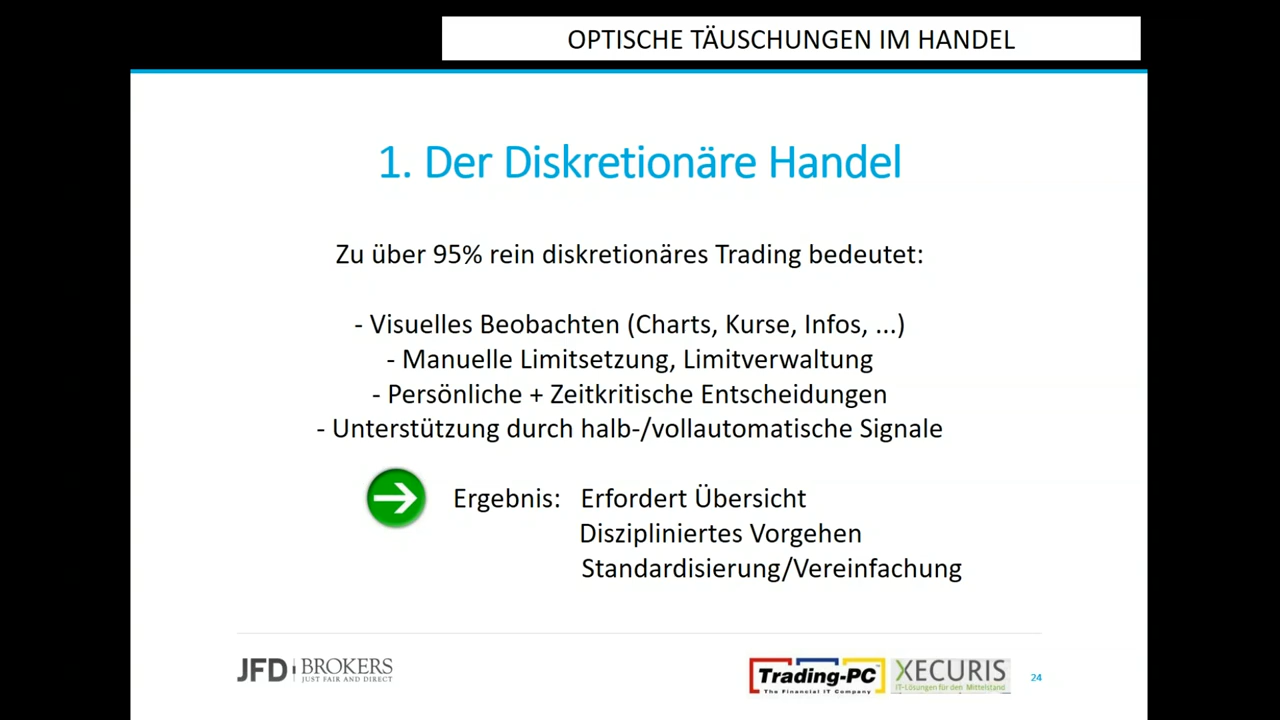 OPTISCHE TÄUSCHUNGEN IM HANDEL
1. Der Diskretionäre Handel
Zu über 95% rein diskretionäres Trading bedeutet:
- Visuelles Beobachten (Charts, Kurse, Infos, ...)
- Manuelle Limitsetzung, Limitverwaltung
- Persönliche + Zeitkritische Entscheidungen
- Unterstützung durch halb-/vollautomatische Signale
Ergebnis: Erfordert Übersicht
Diszipliniertes Vorgehen
Standardisierung/Vereinfachung
JFD BROKERS
JUST FAIR AND DIRECT
Trading-PC
The Financial IT Company
XECURIS
IT-Lösungen für den Mittelstand
24